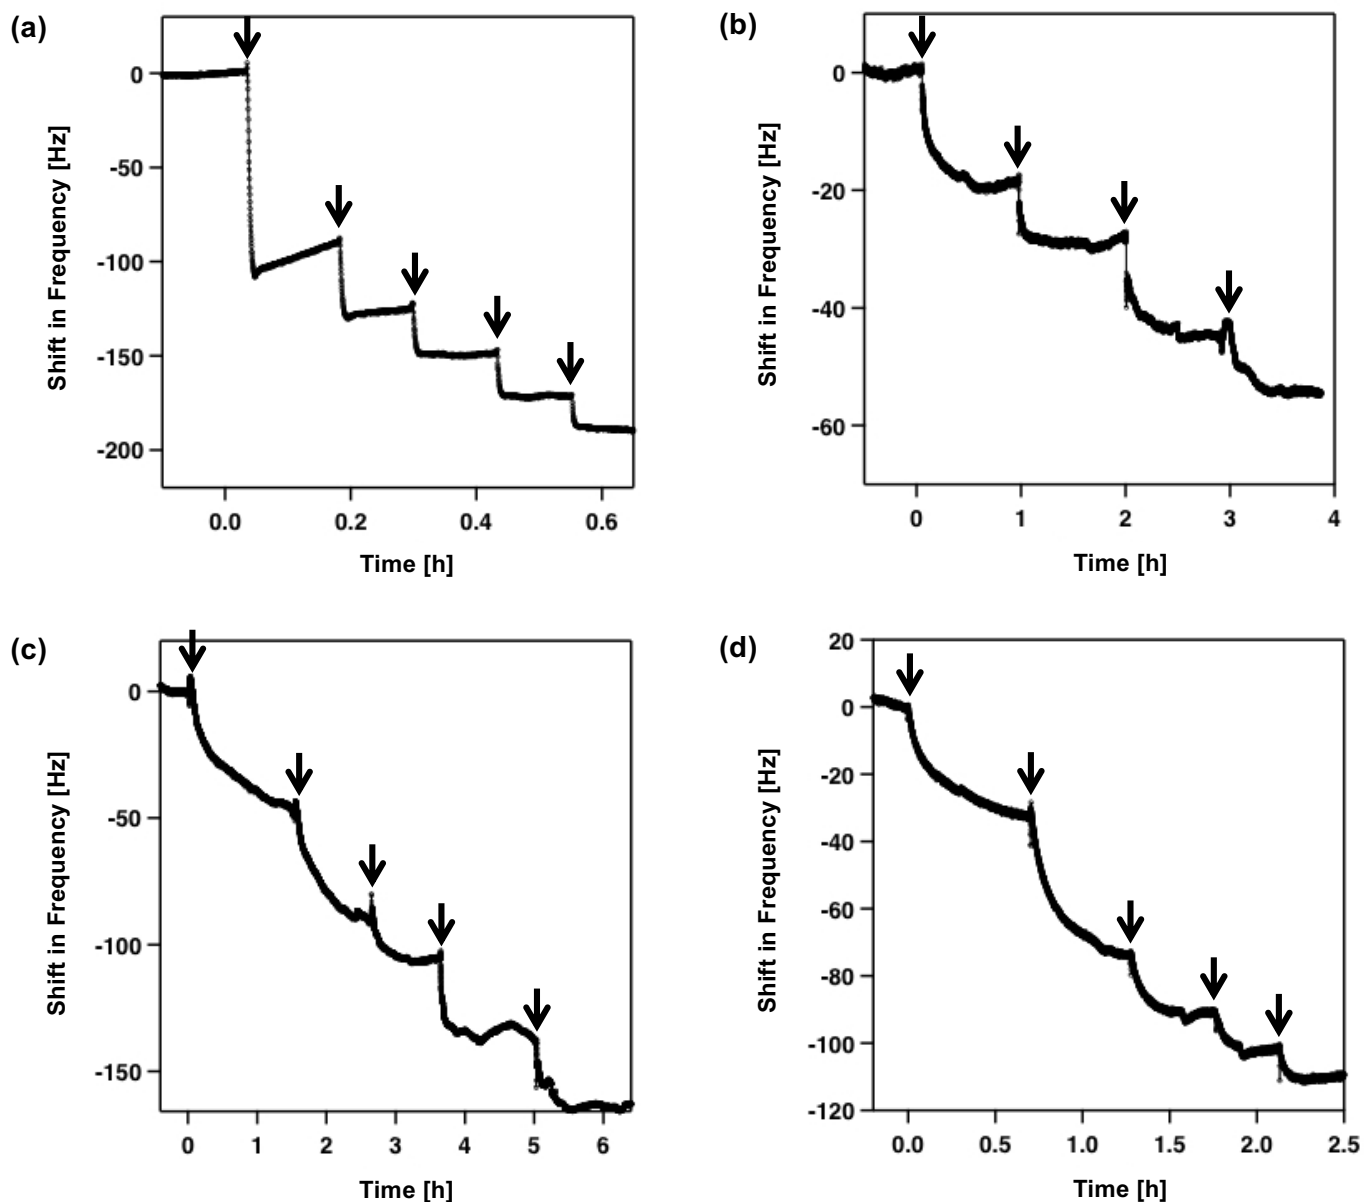 (a)
Shift in Frequency [Hz]
0
-50
-100
-150
-200
0.0 0.2 0.4 0.6
Time [h]
(b)
Shift in Frequency [Hz]
0
-20
-40
-60
0 1 2 3 4
Time [h]
(c)
Shift in Frequency [Hz]
0
-50
-100
-150
0 1 2 3 4 5 6
Time [h]
(d)
Shift in Frequency [Hz]
20
0
-20
-40
-60
-80
-100
-120
0.0 0.5 1.0 1.5 2.0 2.5
Time [h]